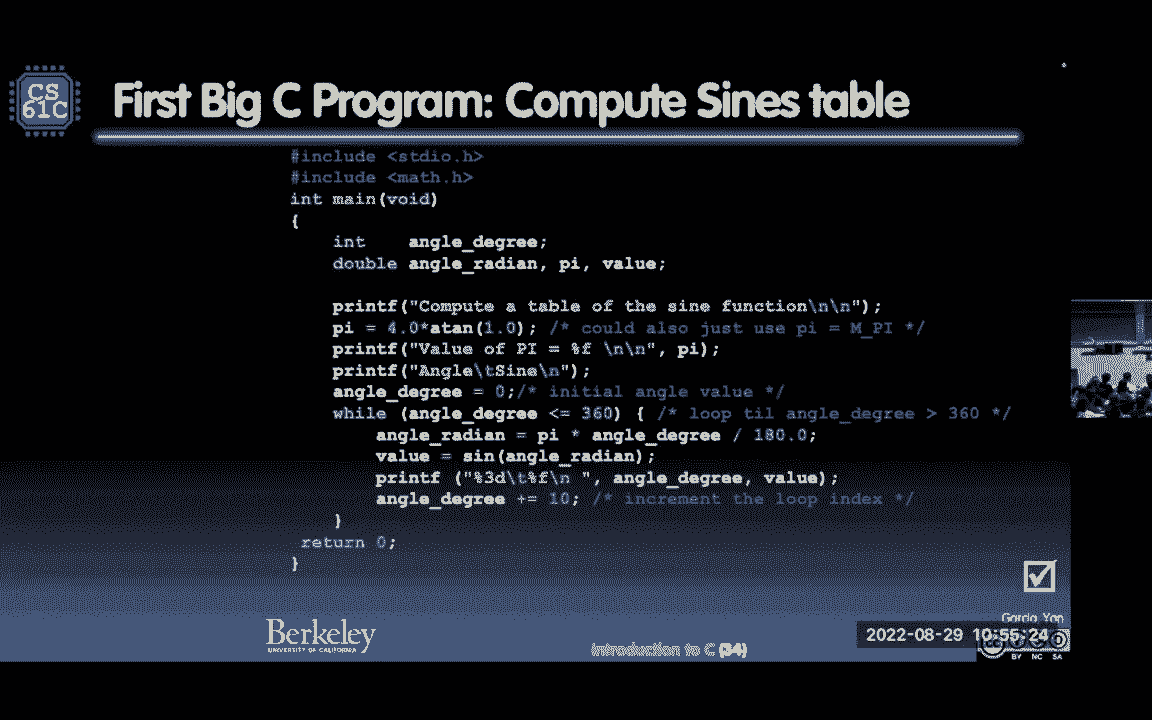 CS
61C
First Big C Program: Compute Sines table
#include <stdio.h>
#include <math.h>
int main(void)
{
    int    angle_degree;
    double angle_radian, pi, value;
    printf("Compute a table of the sine function\n\n");
    pi = 4.0*atan(1.0); /* could also just use pi = M_PI */
    printf("Value of PI = %f \n\n", pi);
    printf("Angle\tSine\n");
    angle_degree = 0;/* initial angle value */
    while (angle_degree <= 360) { /* loop til angle_degree > 360 */
        angle_radian = pi * angle_degree / 180.0;
        value = sin(angle_radian);
        printf ("%3d\t%f\n ", angle_degree, value);
        angle_degree += 10; /* increment the loop index */
    }
 return 0;
}
Garcia, Yan
Berkeley
UNIVERSITY OF CALIFORNIA
Introduction to C (34)
2022-08-29 10:55:24
BY NC SA